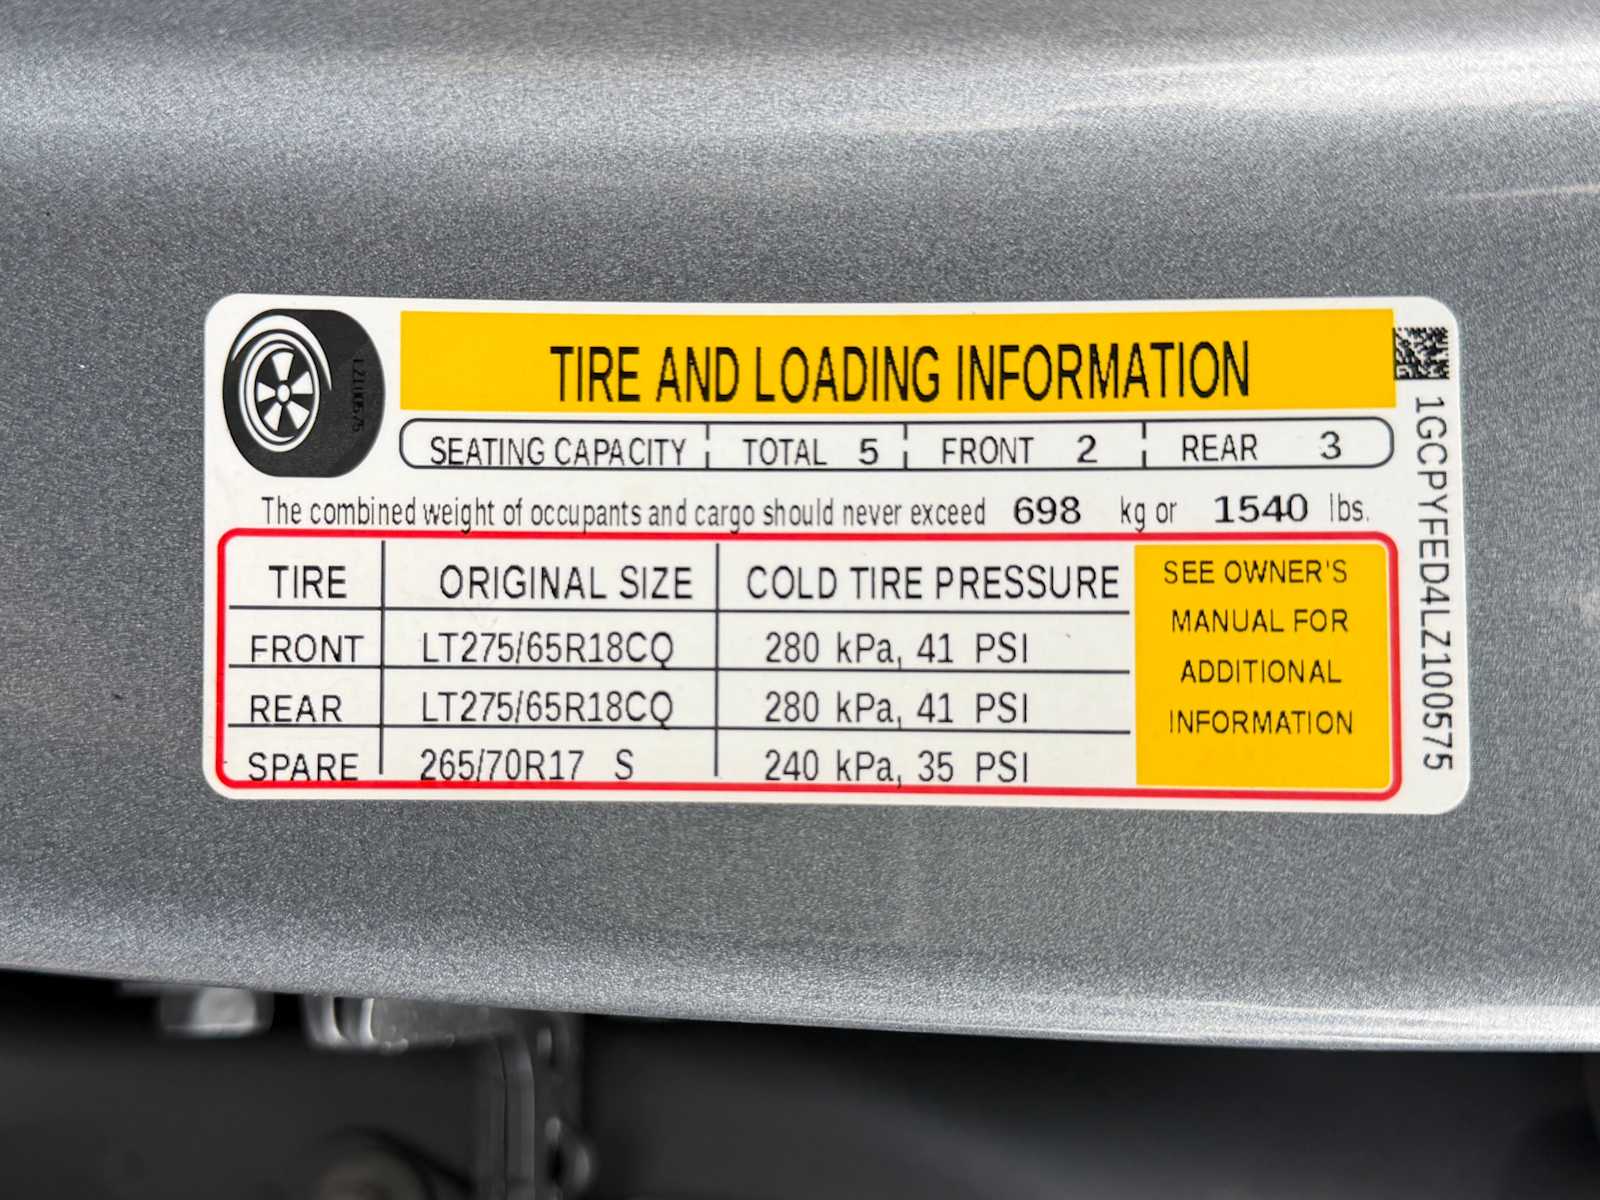 TIRE AND LOADING INFORMATION
SEATING CAPACITY TOTAL 5 FRONT 2 REAR 3
The combined weight of occupants and cargo should never exceed 698 kg or 1540 lbs.
TIRE ORIGINAL SIZE COLD TIRE PRESSURE
FRONT LT275/65R18CQ 280 kPa, 41 PSI
REAR LT275/65R18CQ 280 kPa, 41 PSI
SPARE 265/70R17 S 240 kPa, 35 PSI
SEE OWNER'S
MANUAL FOR
ADDITIONAL
INFORMATION
1GCPYFED4LZ100575
LZ100575